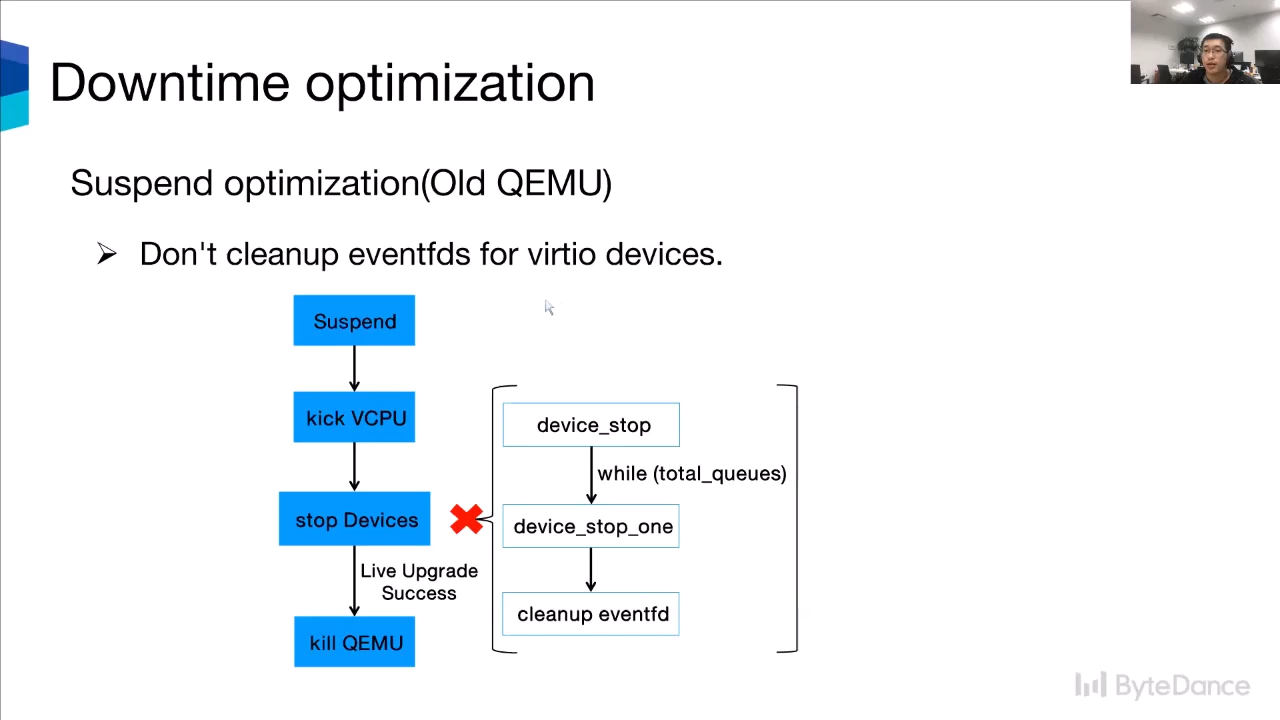 Downtime optimization
Suspend optimization(Old QEMU)
Don't cleanup eventfds for virtio devices.
Suspend
kick VCPU
stop Devices
Live Upgrade
Success
kill QEMU
device_stop
while (total_queues)
device_stop_one
cleanup eventfd
ByteDance